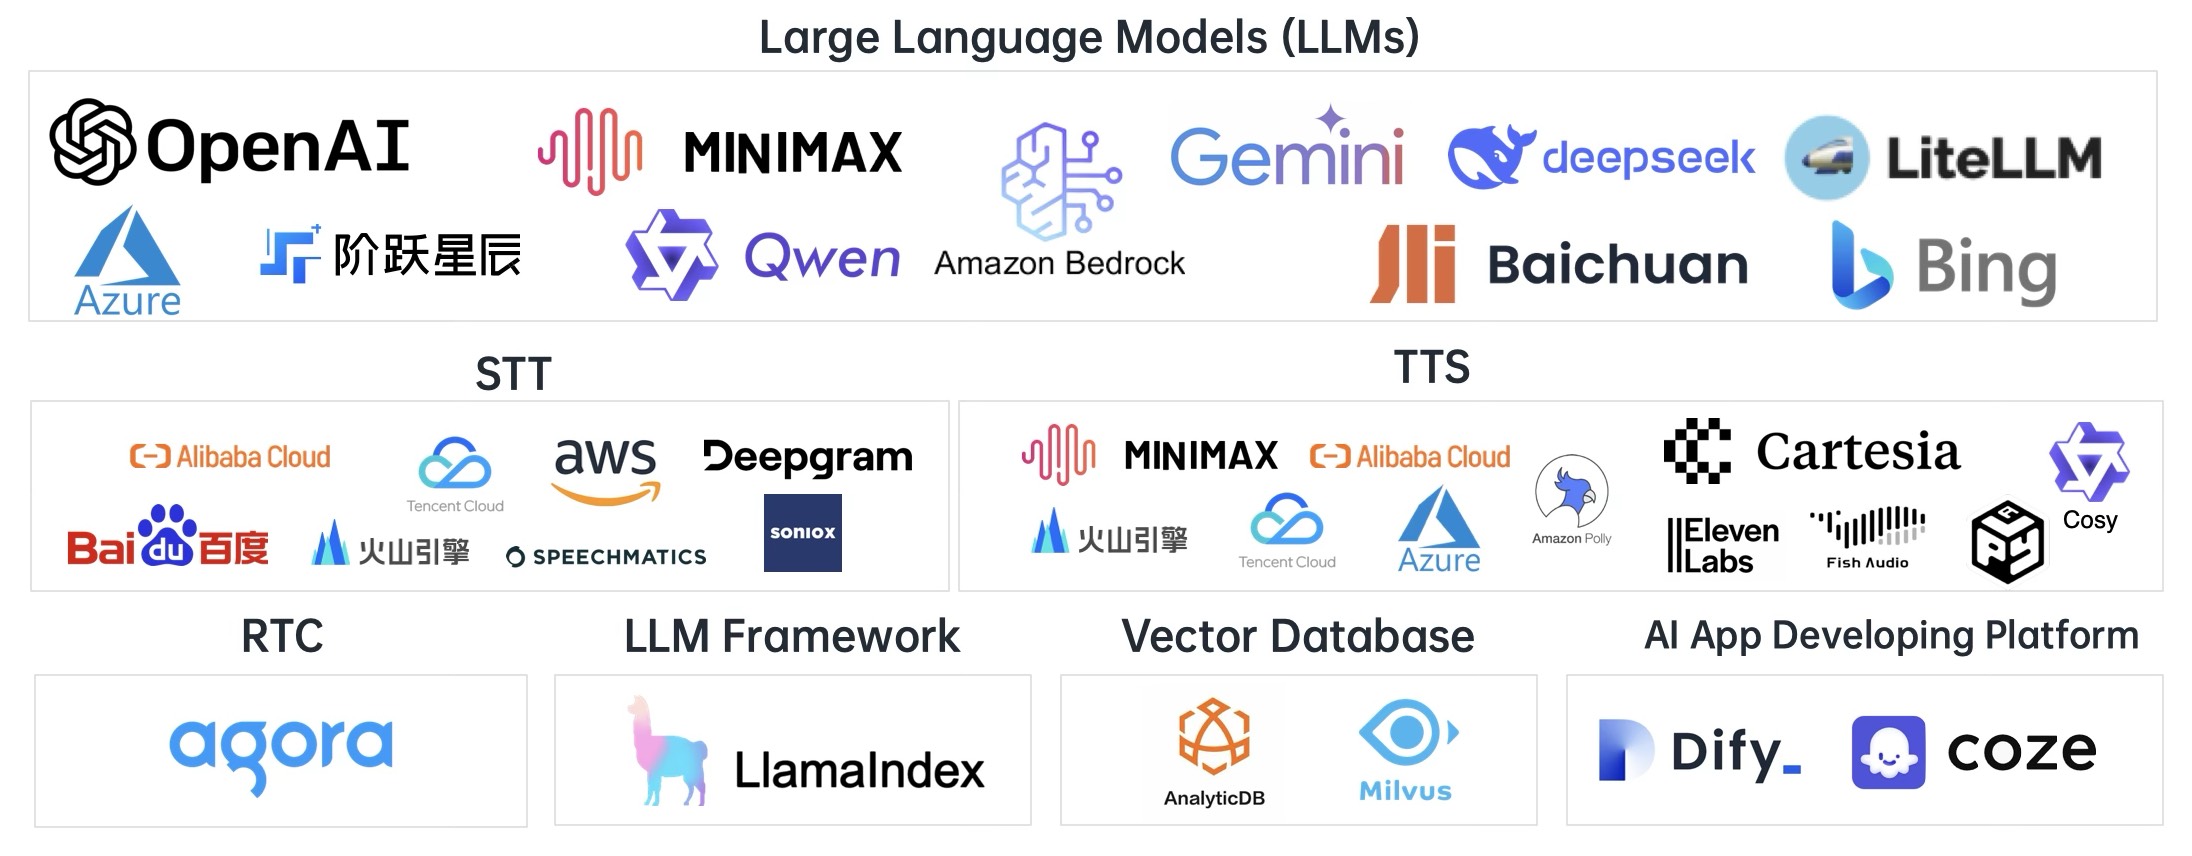 Large Language Models (LLMs)
OpenAI
MINIMAX
Amazon Bedrock
Gemini
deepseek
LiteLLM
Azure
阶跃星辰
Qwen
Baichuan
Bing
STT
Alibaba Cloud
Tencent Cloud
aws
Deepgram
Bai du 百度
火山引擎
SPEECHMATICS
soniox
TTS
MINIMAX
Alibaba Cloud
Amazon Polly
Cartesia
Cosy
火山引擎
Tencent Cloud
Azure
ElevenLabs
Fish Audio
RTC
agora
LLM Framework
LlamaIndex
Vector Database
AnalyticDB
Milvus
AI App Developing Platform
Dify_
coze